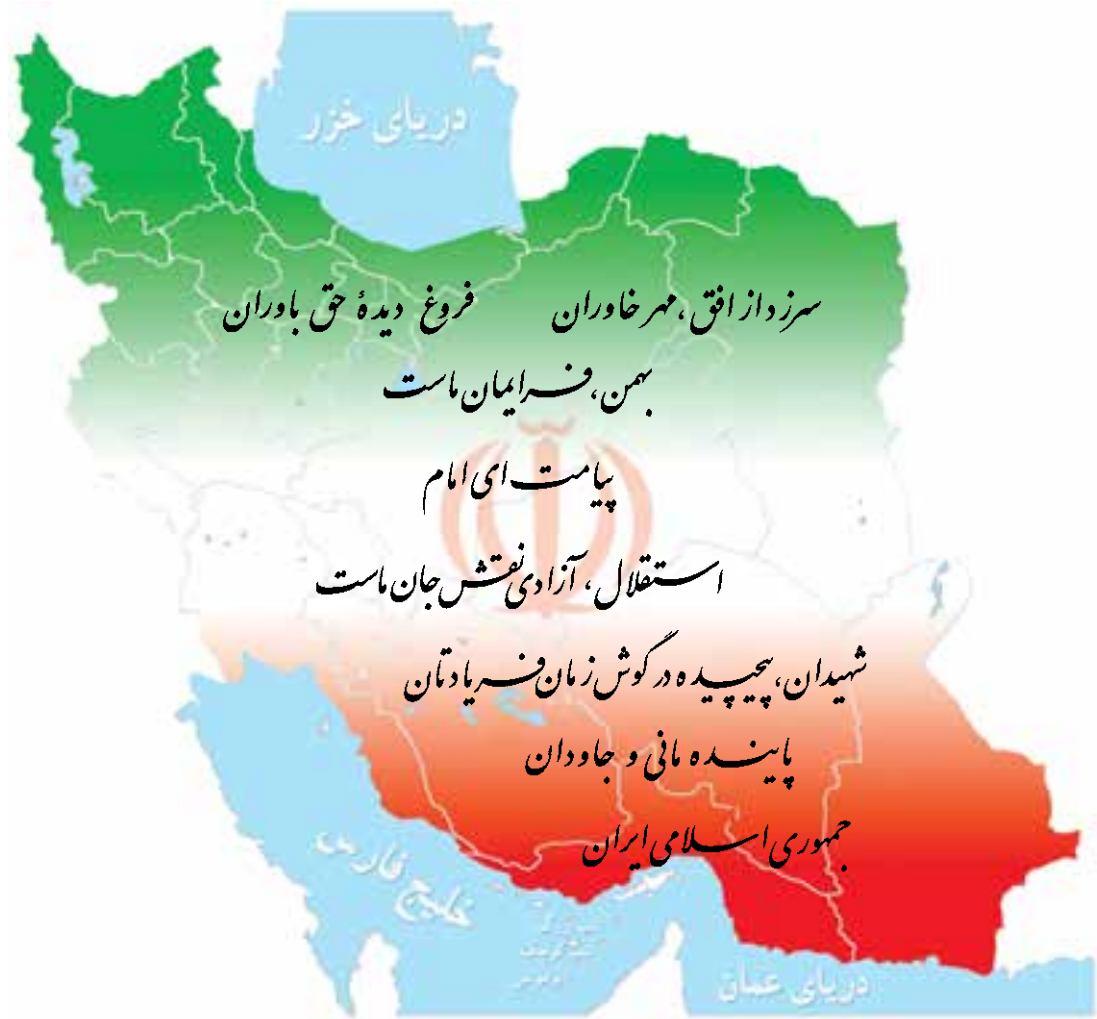 دریای خزر
سرزد از افق، مهر خاوران فروغ دیدهٔ حق باوران
بهمن، فر ایمان ماست
پیامت ای امام
استقلال، آزادی نقش جان ماست
شهیدان، پیچیده در گوش زمان فریادتان
پاینده مانی و جاودان
جمهوری اسلامی ایران
خلیج فارس
دریای عمان